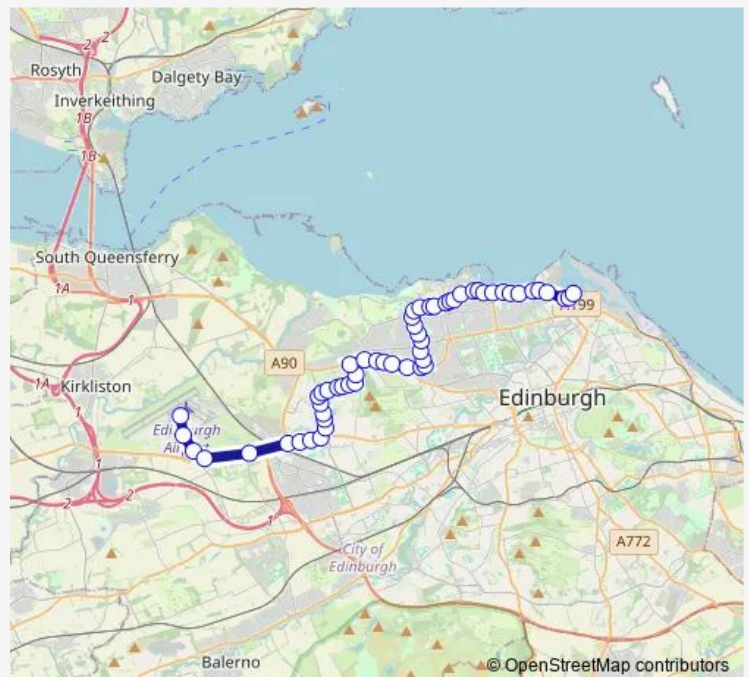 2
2
Rosyth
Dalgety Bay
Inverkeithing
1B
1B
South Queensferry
1A
1
A199
A90
1A
Kirkliston
1
Edinburgh
Edinburgh
1
2
2
1
A772
City of
Edinburgh
Balerno
© OpenStreetMap contributors